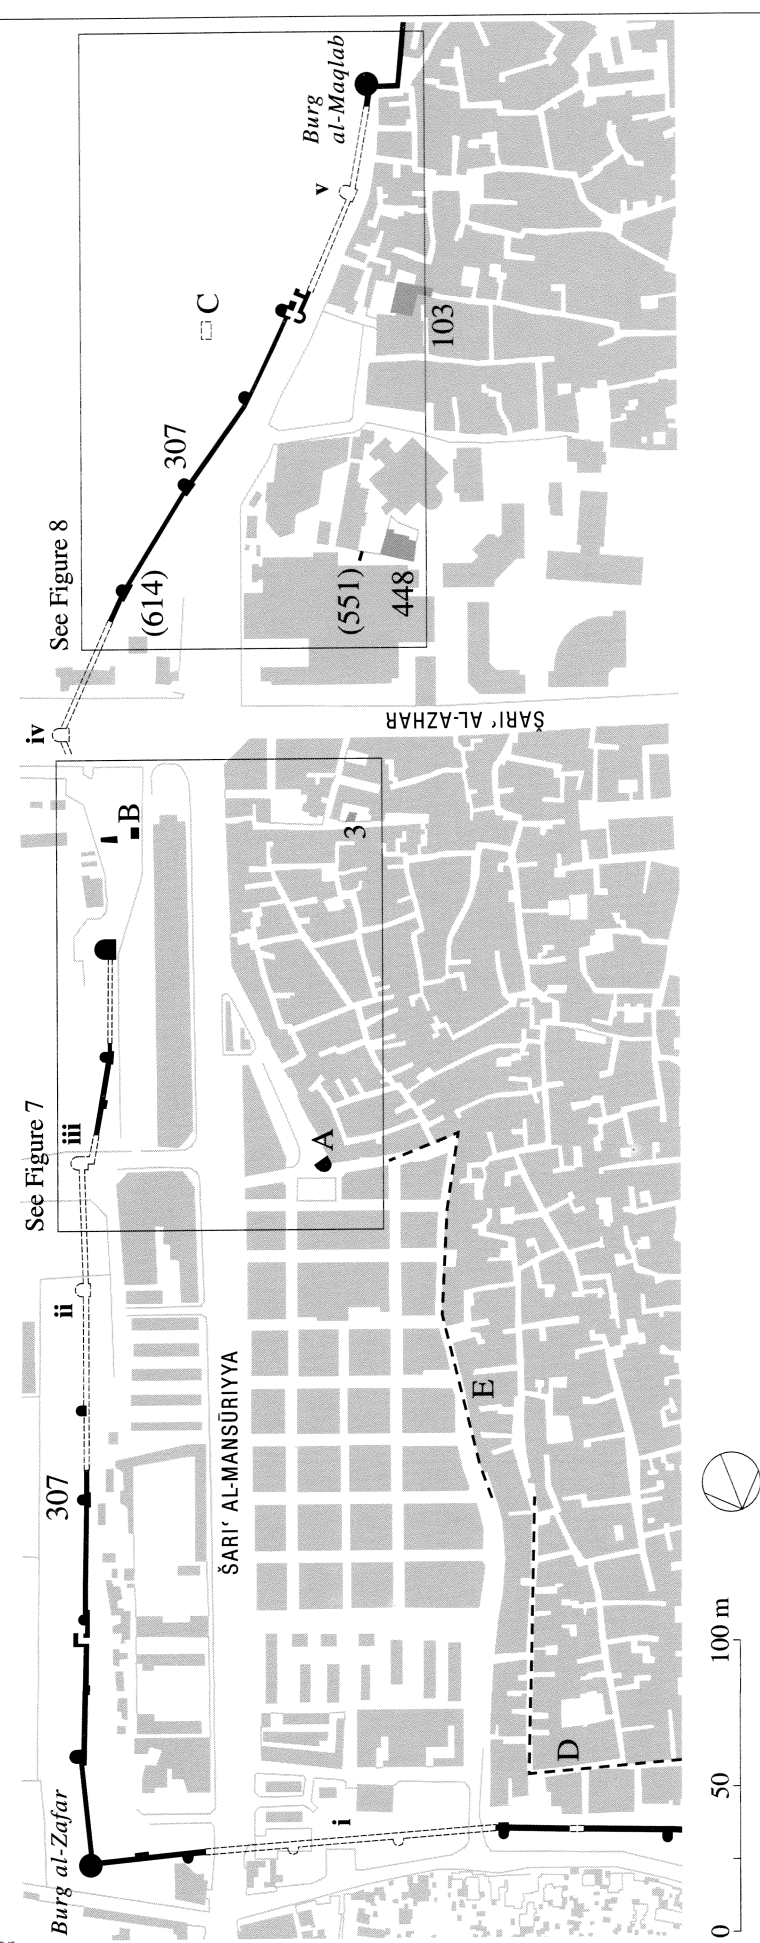 Burg
al-Maqlab
v
C
103
307
See Figure 8
(614)
(551)
448
iv
ŠARIʿ AL-AZHAR
B
3
See Figure 7
iii
A
ii
ŠARIʿ AL-MANSŪRIYYA
E
307
D
Burg al-Zafar
i
0 50 100 m